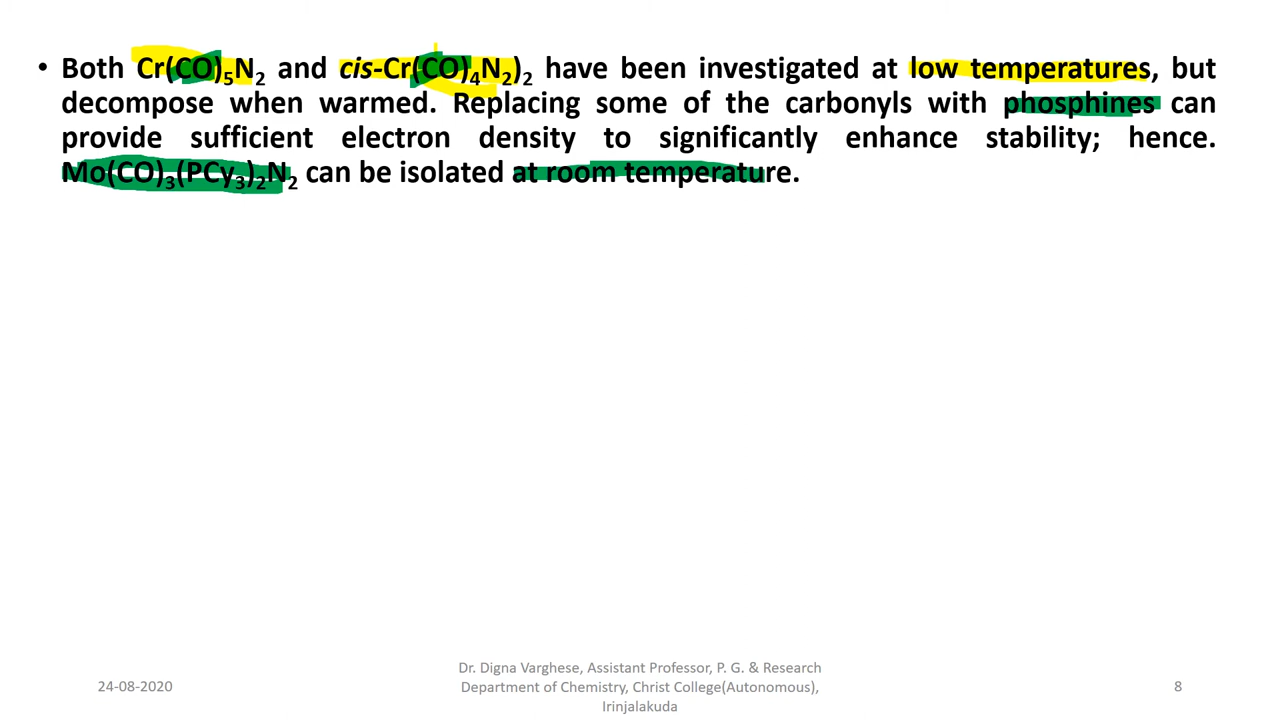 • Both Cr(CO)₅N₂ and cis-Cr(CO)₄N₂)₂ have been investigated at low temperatures, but
decompose when warmed. Replacing some of the carbonyls with phosphines can
provide sufficient electron density to significantly enhance stability; hence.
Mo(CO)₃(PCy₃)₂N₂ can be isolated at room temperature.
24-08-2020
Dr. Digna Varghese, Assistant Professor, P. G. & Research
Department of Chemistry, Christ College(Autonomous),
Irinjalakuda
8